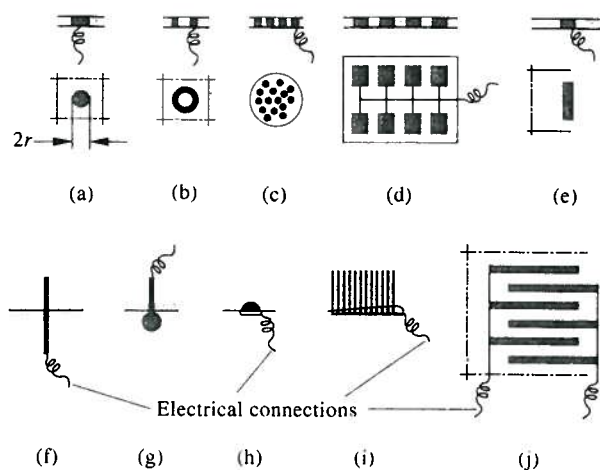 2r
(a) (b) (c) (d) (e)
Electrical connections
(f) (g) (h) (i) (j)